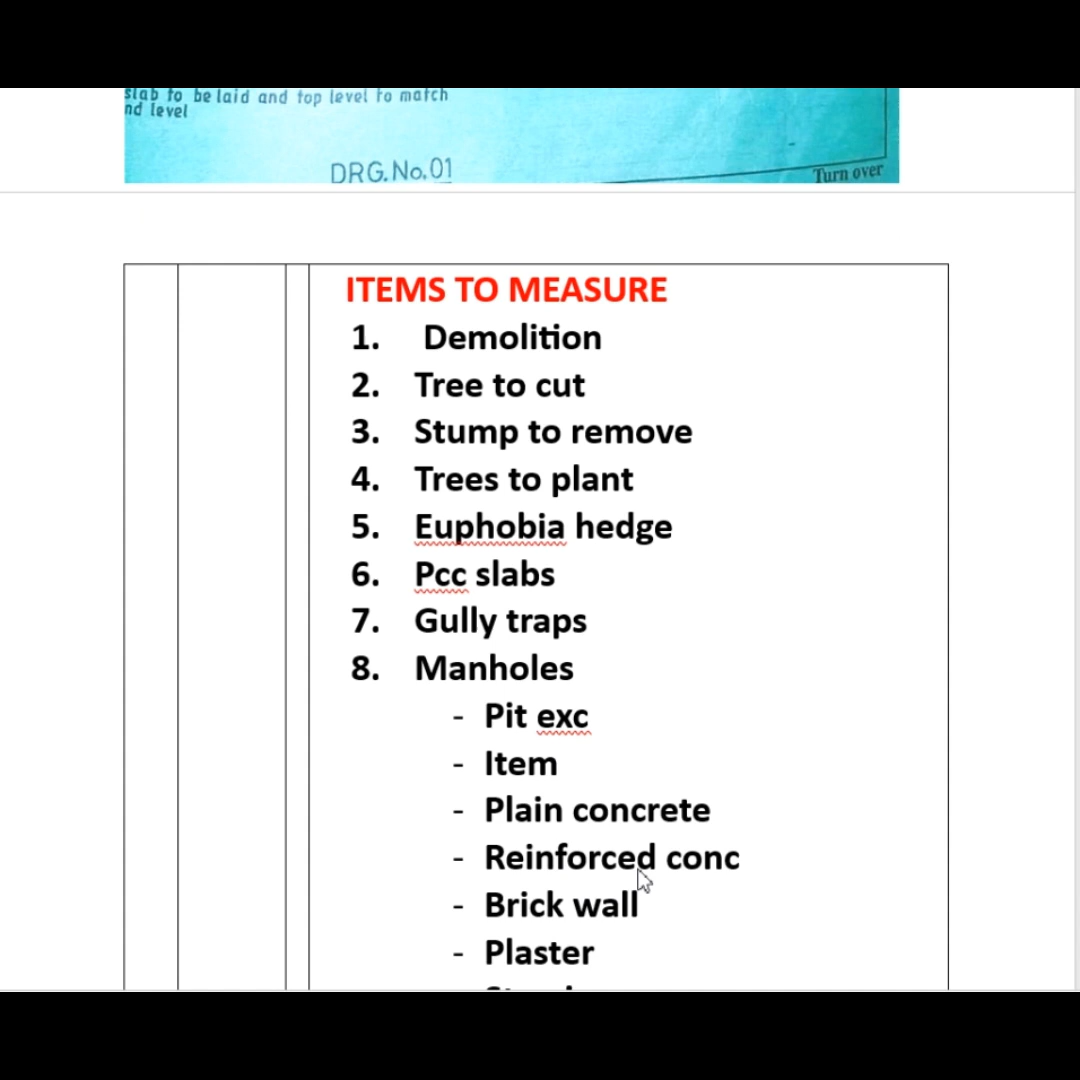 slab to be laid and top level to match
nd level
DRG.No.01
Turn over
ITEMS TO MEASURE
1. Demolition
2. Tree to cut
3. Stump to remove
4. Trees to plant
5. Euphobia hedge
6. Pcc slabs
7. Gully traps
8. Manholes
- Pit exc
- Item
- Plain concrete
- Reinforced conc
- Brick wall
- Plaster